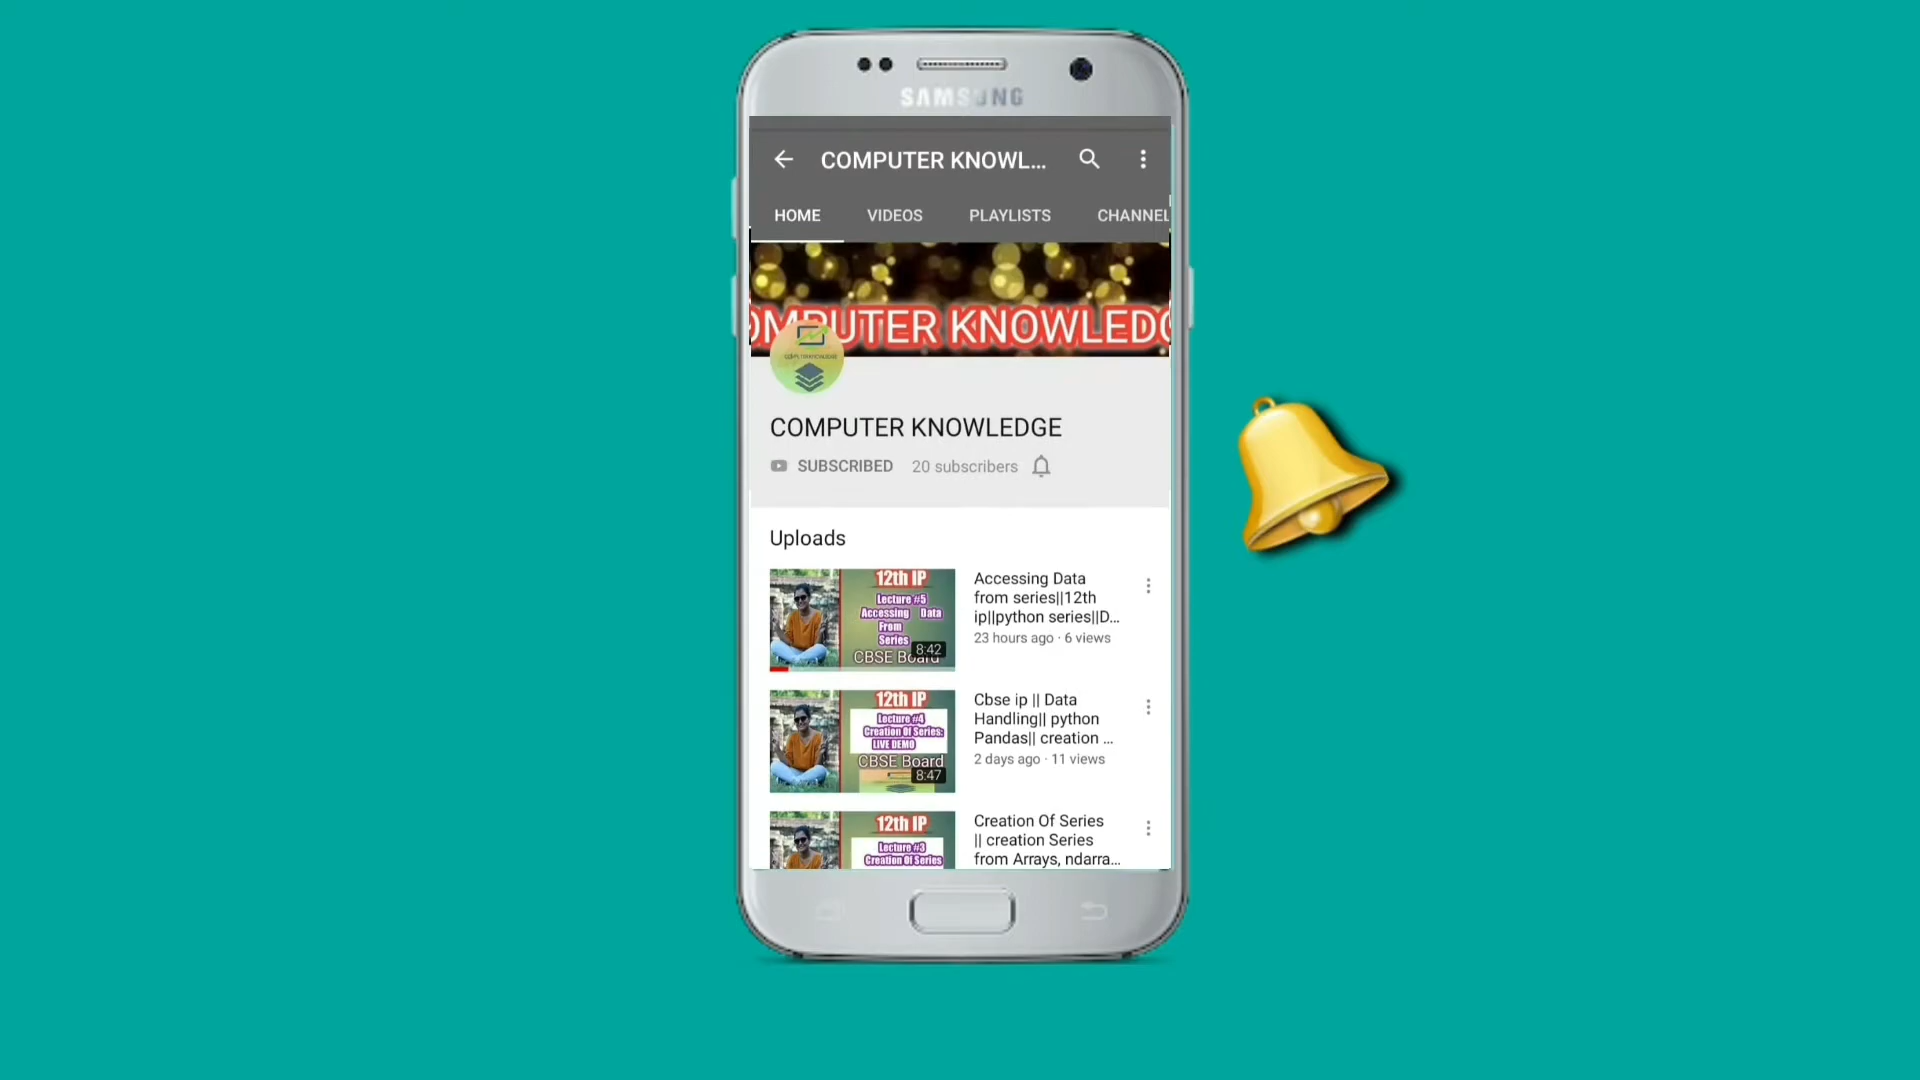 SAMSUNG
COMPUTER KNOWL...
HOME VIDEOS PLAYLISTS CHANNEL
OMPUTER KNOWLEDG
COMPUTER KNOWLEDGE
COMPUTER KNOWLEDGE
SUBSCRIBED 20 subscribers
Uploads
12th IP
Lecture #5
Accessing Data
From
Series
8:42
CBSE Board
Accessing Data
from series||12th
ip||python series||D...
23 hours ago · 6 views
12th IP
Lecture #4
Creation Of Series:
LIVE DEMO
CBSE Board
8:47
Cbse ip || Data
Handling|| python
Pandas|| creation ...
2 days ago · 11 views
12th IP
Lecture #3
Creation Of Series
Creation Of Series
|| creation Series
from Arrays, ndarra...